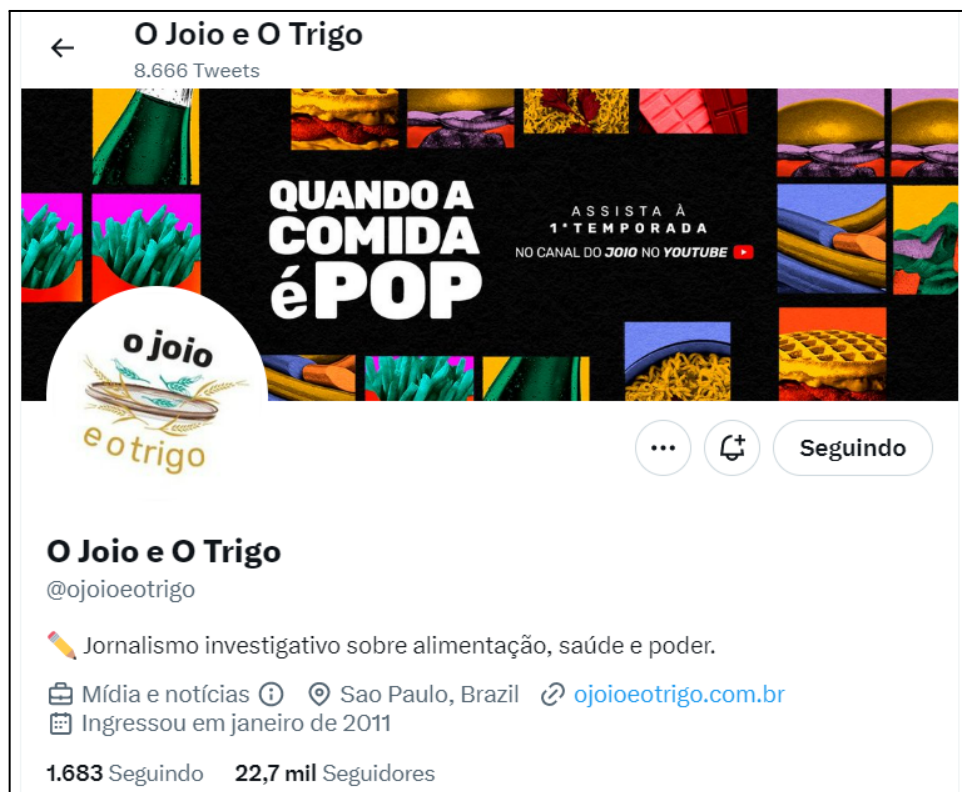 O Joio e O Trigo
8.666 Tweets
QUANDO A
COMIDA
é POP
ASSISTA À
1ª TEMPORADA
NO CANAL DO JOIO NO YOUTUBE
o joio
e o trigo
Seguindo
O Joio e O Trigo
@ojoioeotrigo
Jornalismo investigativo sobre alimentação, saúde e poder.
Mídia e notícias Sao Paulo, Brazil ojoioeotrigo.com.br
Ingressou em janeiro de 2011
1.683 Seguindo 22,7 mil Seguidores